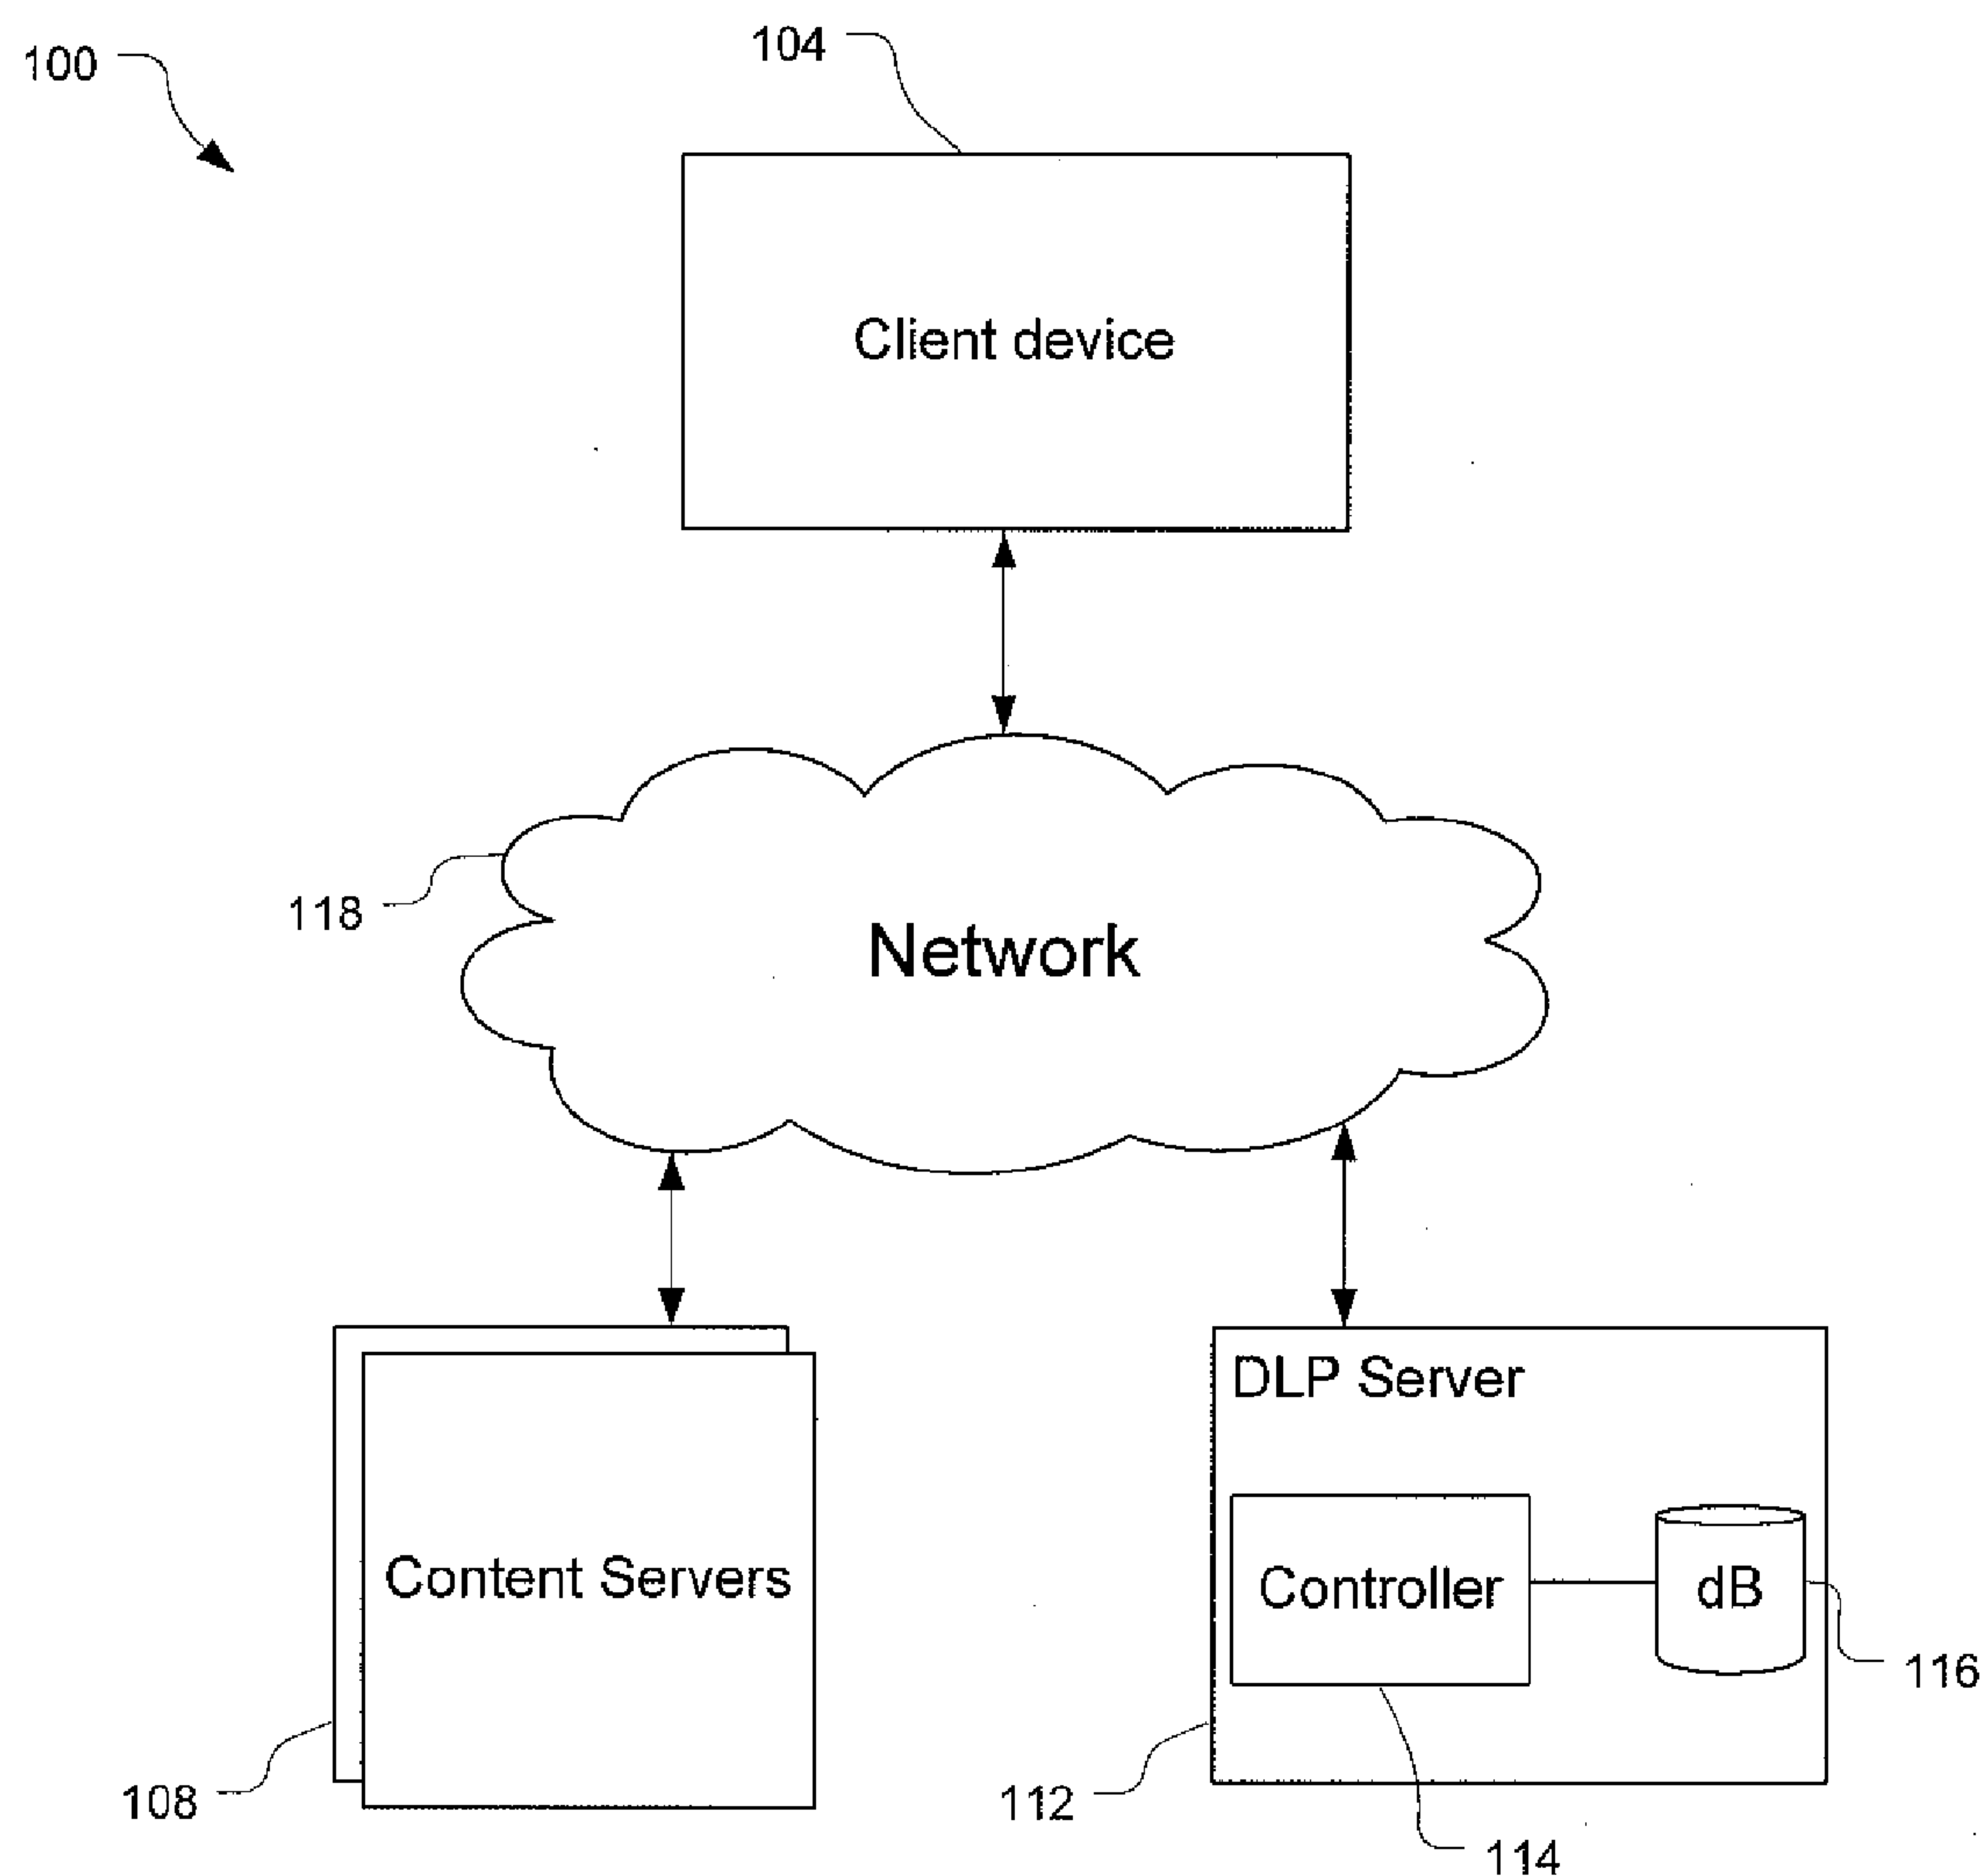 100
104
Client device
118
Network
DLP Server
Content Servers
Controller
dB
116
108
112
114